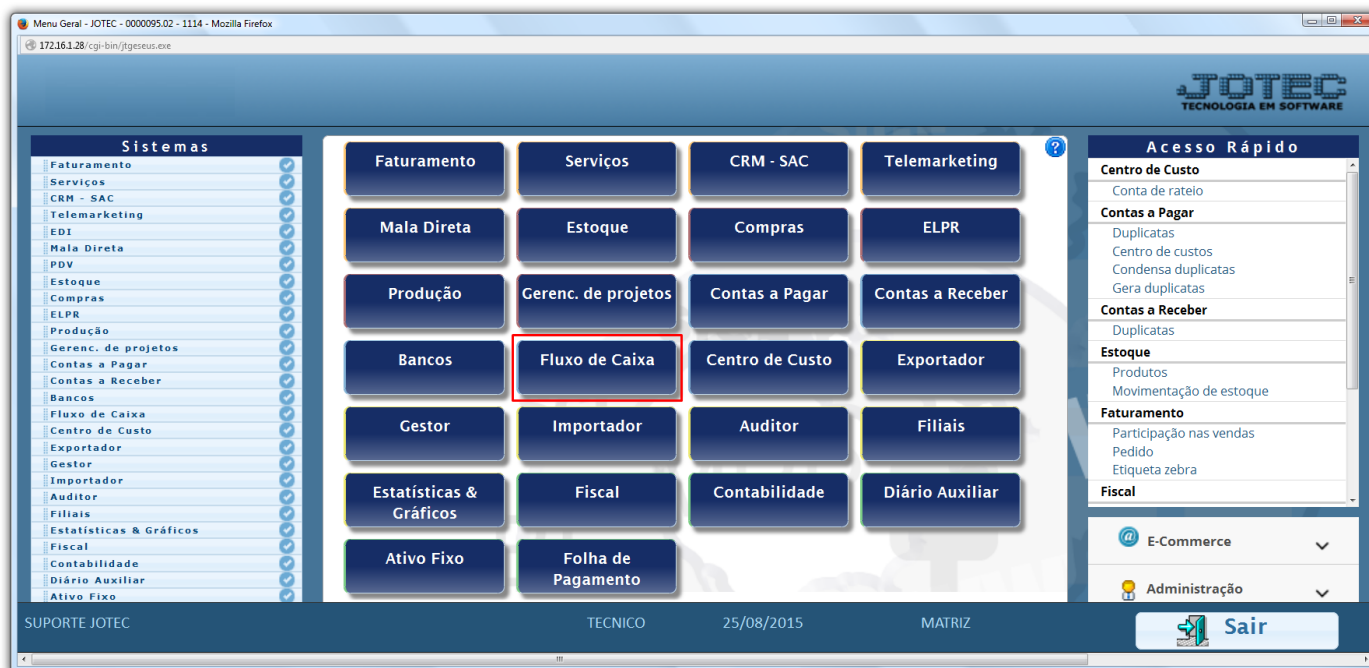 Menu Geral - JOTEC - 0000095.02 - 1114 - Mozilla Firefox
172.16.1.28/cgi-bin/jtgeseus.exe
JOTEC
TECNOLOGIA EM SOFTWARE
Sistemas
Faturamento
Serviços
CRM - SAC
Telemarketing
EDI
Mala Direta
PDV
Estoque
Compras
ELPR
Produção
Gerenc. de projetos
Contas a Pagar
Contas a Receber
Bancos
Fluxo de Caixa
Centro de Custo
Exportador
Gestor
Importador
Auditor
Filiais
Estatísticas & Gráficos
Fiscal
Contabilidade
Diário Auxiliar
Ativo Fixo
Faturamento
Serviços
CRM - SAC
Telemarketing
Mala Direta
Estoque
Compras
ELPR
Produção
Gerenc. de projetos
Contas a Pagar
Contas a Receber
Bancos
Fluxo de Caixa
Centro de Custo
Exportador
Gestor
Importador
Auditor
Filiais
Estatísticas &
Gráficos
Fiscal
Contabilidade
Diário Auxiliar
Ativo Fixo
Folha de
Pagamento
?
Acesso Rápido
Centro de Custo
Conta de rateio
Contas a Pagar
Duplicatas
Centro de custos
Condensa duplicatas
Gera duplicatas
Contas a Receber
Duplicatas
Estoque
Produtos
Movimentação de estoque
Faturamento
Participação nas vendas
Pedido
Etiqueta zebra
Fiscal
@ E-Commerce
Administração
SUPORTE JOTEC
TECNICO
25/08/2015
MATRIZ
Sair